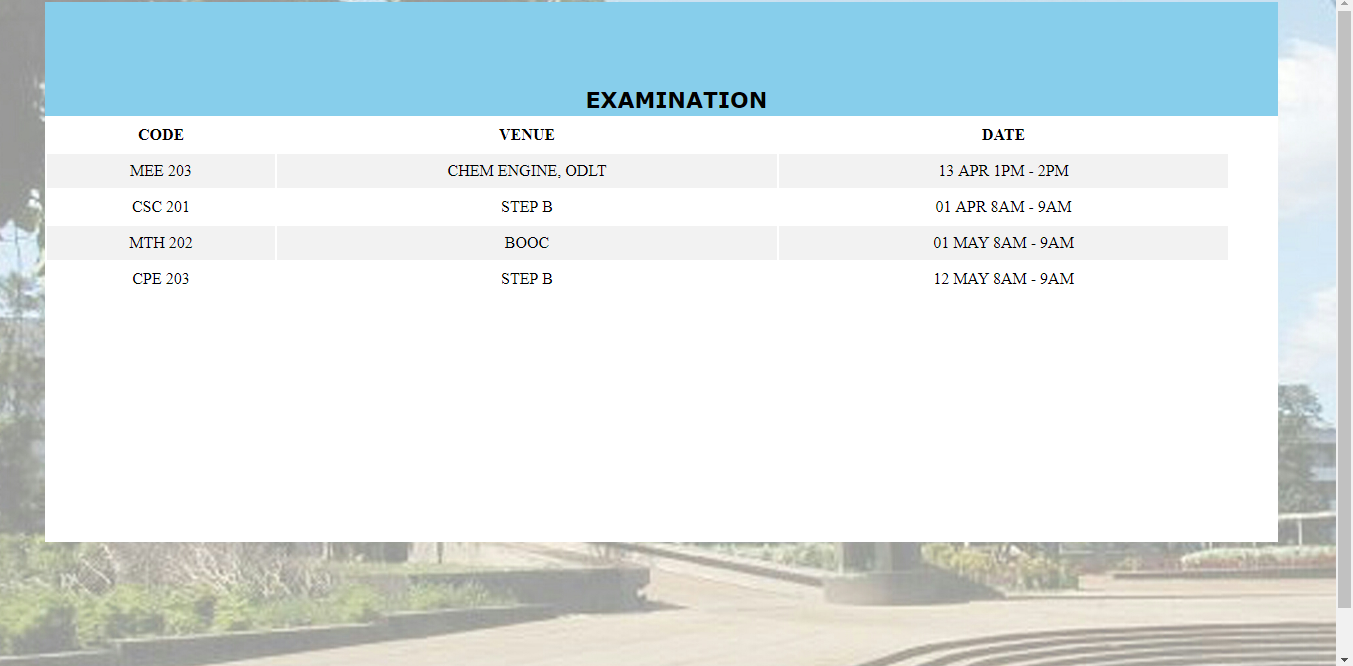 EXAMINATION
CODE VENUE DATE
MEE 203 CHEM ENGINE, ODLT 13 APR 1PM - 2PM
CSC 201 STEP B 01 APR 8AM - 9AM
MTH 202 BOOC 01 MAY 8AM - 9AM
CPE 203 STEP B 12 MAY 8AM - 9AM